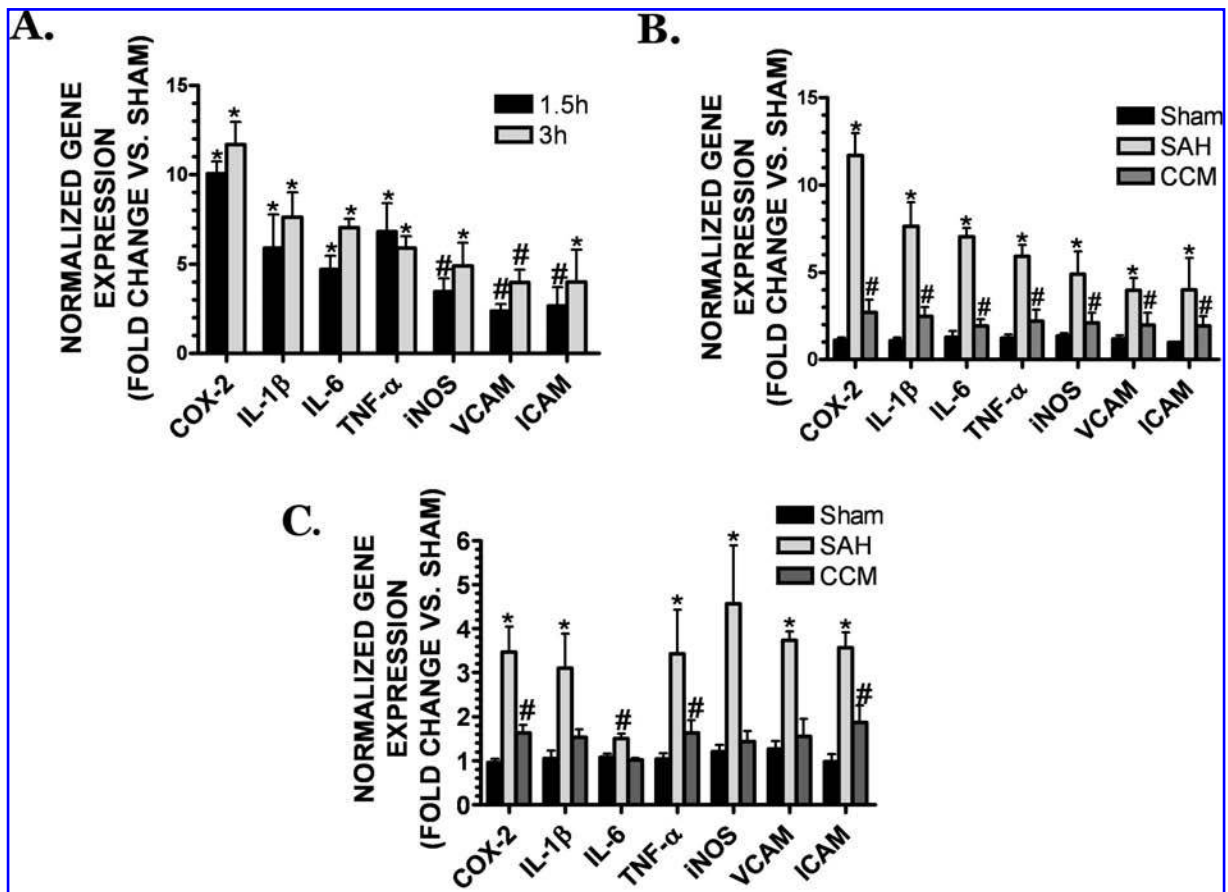 A.
NORMALIZED GENE
EXPRESSION
(FOLD CHANGE VS. SHAM)
15
10
5
0
1.5h
3h
* * * * * * * * # * # # # *
COX-2 IL-1β IL-6 TNF-α iNOS VCAM ICAM
B.
NORMALIZED GENE
EXPRESSION
(FOLD CHANGE VS. SHAM)
15
10
5
0
Sham
SAH
CCM
* # * # * # * # * # * # * #
COX-2 IL-1β IL-6 TNF-α iNOS VCAM ICAM
C.
NORMALIZED GENE
EXPRESSION
(FOLD CHANGE VS. SHAM)
6
5
4
3
2
1
0
Sham
SAH
CCM
* # * # * # * * * #
COX-2 IL-1β IL-6 TNF-α iNOS VCAM ICAM